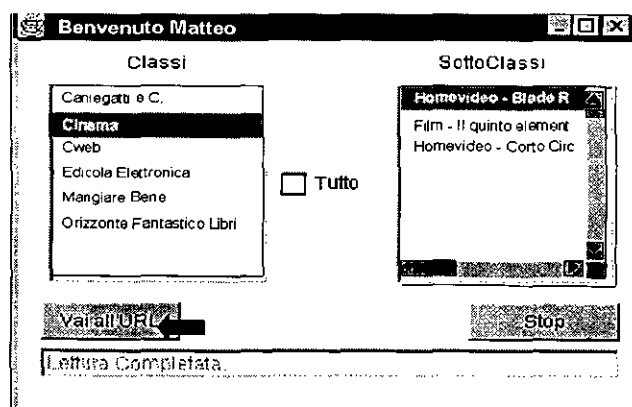 Benvenuto Matteo
Classi
SottoClassi
Caniegatti e C.
Cinema
Cweb
Edicola Elettronica
Mangiare Bene
Orizzonte Fantastico Libri
Tutto
Homevideo - Blade R
Film - Il quinto element
Homevideo - Corto Circ
Vai all'URL
Stop
Lettura Completata.